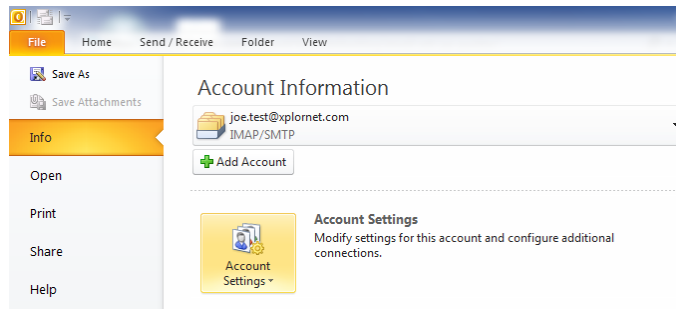 File Home Send / Receive Folder View
Save As
Save Attachments
Info
Open
Print
Share
Help
Account Information
joe.test@xplornet.com
IMAP/SMTP
Add Account
Account
Settings
Account Settings
Modify settings for this account and configure additional
connections.